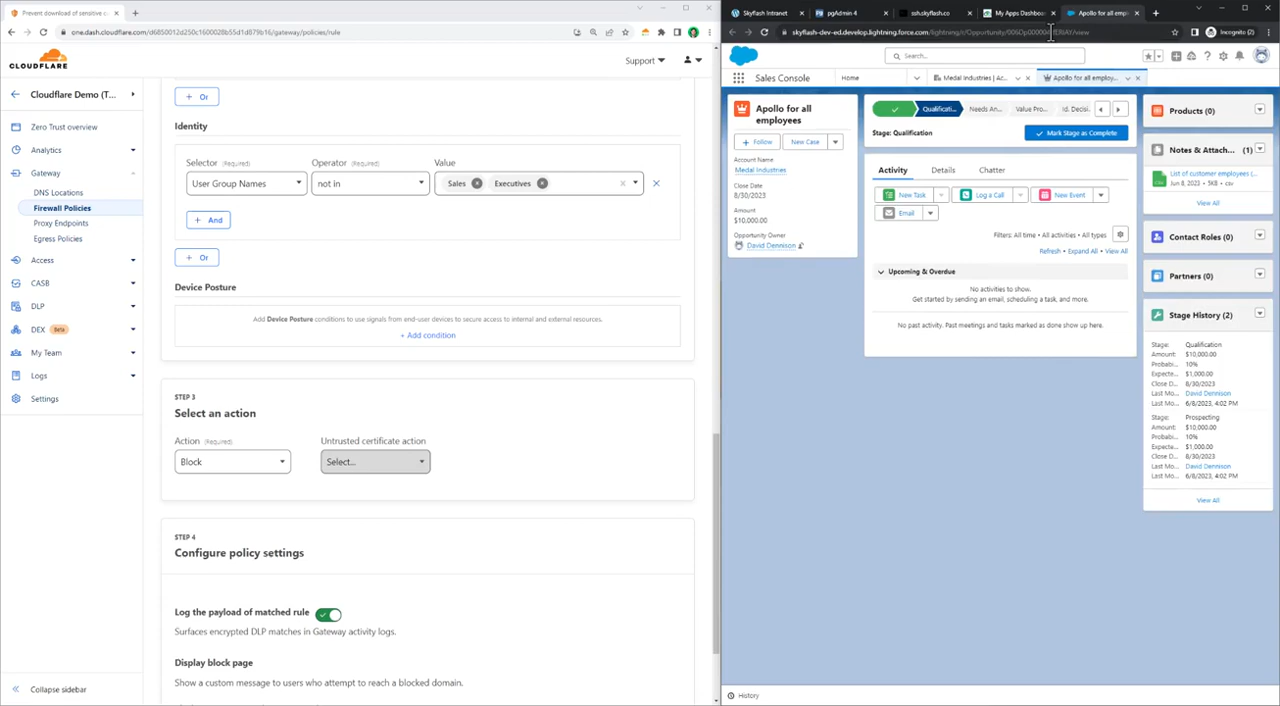 Prevent download of sensitive c
one.dash.cloudflare.com/d6850012d250c1600028b55d1d879b16/gateway/policies/rule
CLOUDFLARE
Support
Cloudflare Demo (T...
Zero Trust overview
Analytics
Gateway
DNS Locations
Firewall Policies
Proxy Endpoints
Egress Policies
Access
CASB
DLP
DEX Beta
My Team
Logs
Settings
Collapse sidebar
+ Or
Identity
Selector (Required)
Operator (Required)
Value
User Group Names
not in
Sales
Executives
+ And
+ Or
Device Posture
Add Device Posture conditions to use signals from end-user devices to secure access to internal and external resources.
+ Add condition
STEP 3
Select an action
Action (Required)
Untrusted certificate action
Block
Select...
STEP 4
Configure policy settings
Log the payload of matched rule
Surfaces encrypted DLP matches in Gateway activity logs.
Display block page
Show a custom message to users who attempt to reach a blocked domain.
Skyflash Intranet
pgAdmin 4
ssh.skyflash.co
My Apps Dashboa
Apollo for all emp
Incognito (2)
Search...
Sales Console
Home
Medal Industries | Ac...
Apollo for all employ...
Apollo for all employees
+ Follow
New Case
Account Name
Medal Industries
Close Date
8/30/2023
Amount
$10,000.00
Opportunity Owner
David Dennison
Qualificati...
Needs An...
Value Pro...
Id. Decisi.
Stage: Qualification
Mark Stage as Complete
Activity
Details
Chatter
New Task
Log a Call
New Event
Email
Filters: All time • All activities • All types
Refresh • Expand All • View All
Upcoming & Overdue
No activities to show.
Get started by sending an email, scheduling a task, and more.
No past activity. Past meetings and tasks marked as done show up here.
Products (0)
Notes & Attach... (1)
List of customer employees (...
Jun 8, 2023 • 5KB • csv
View All
Contact Roles (0)
Partners (0)
Stage History (2)
Stage: Qualification
Amount: $10,000.00
Probabi... 10%
Expecte... $1,000.00
Close D... 8/30/2023
Last Mo... David Dennison
Last Mo... 6/8/2023, 4:02 PM
Stage: Prospecting
Amount: $10,000.00
Probabi... 10%
Expecte... $1,000.00
Close D... 8/30/2023
Last Mo... David Dennison
Last Mo... 6/8/2023, 4:02 PM
View All
History